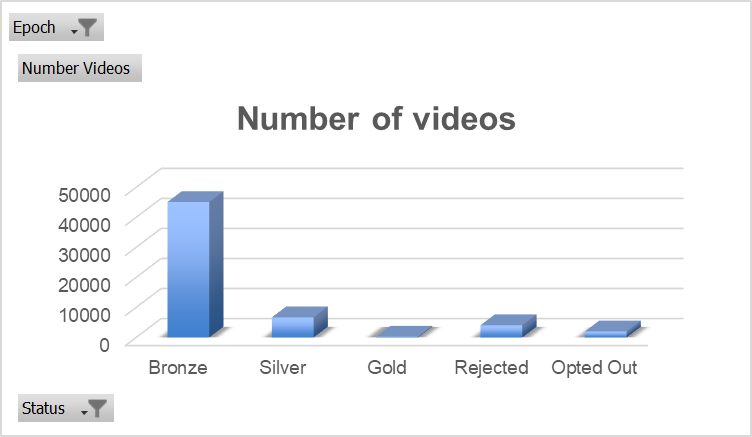 Epoch
Number Videos
Number of videos
50000
40000
30000
20000
10000
0
Bronze Silver Gold Rejected Opted Out
Status